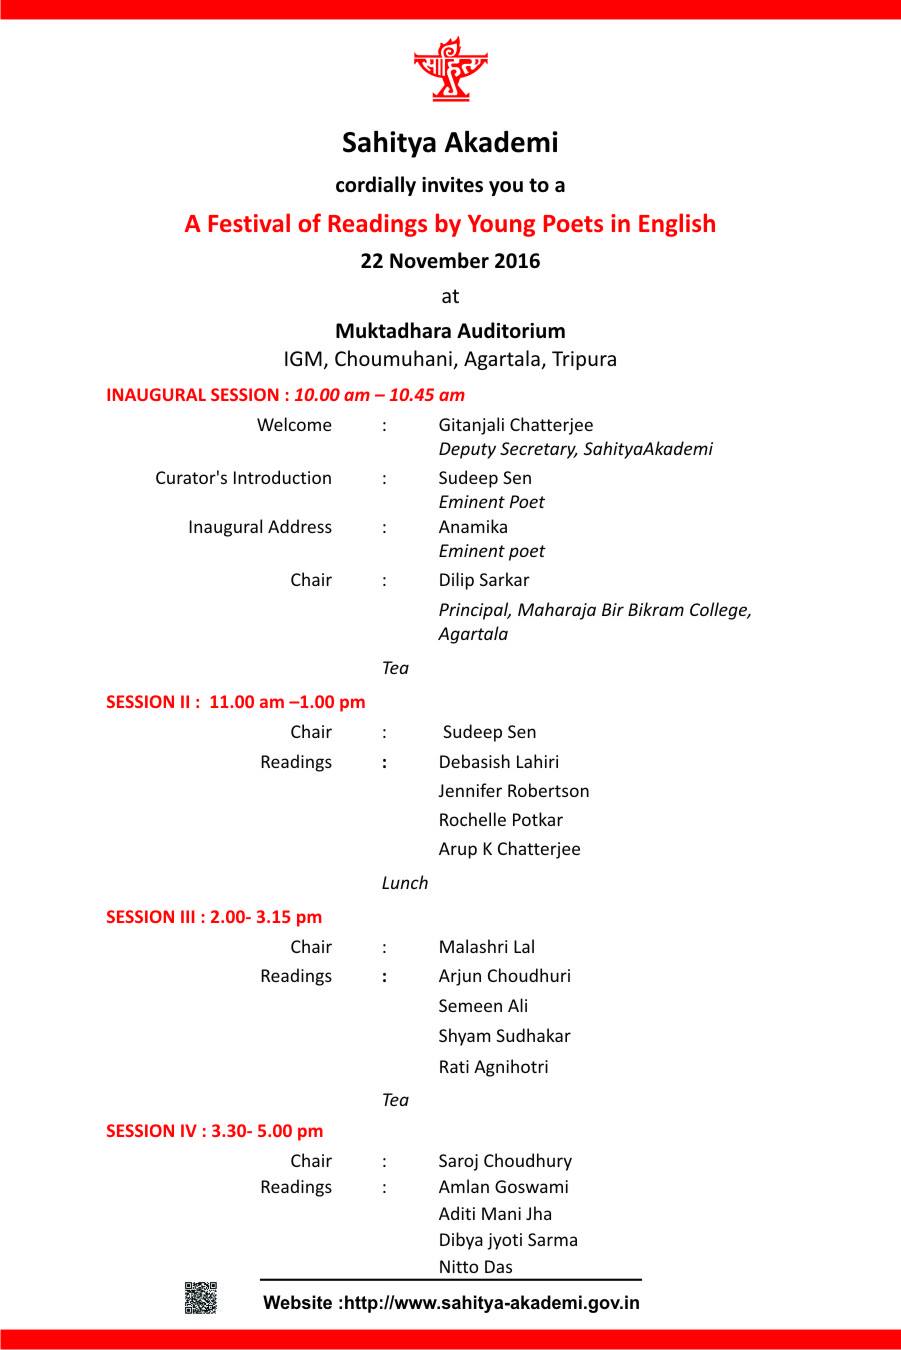 साहित्य
Sahitya Akademi
cordially invites you to a
A Festival of Readings by Young Poets in English
22 November 2016
at
Muktadhara Auditorium
IGM, Choumuhani, Agartala, Tripura
INAUGURAL SESSION : 10.00 am – 10.45 am
Welcome : Gitanjali Chatterjee
Deputy Secretary, SahityaAkademi
Curator's Introduction : Sudeep Sen
Eminent Poet
Inaugural Address : Anamika
Eminent poet
Chair : Dilip Sarkar
Principal, Maharaja Bir Bikram College,
Agartala
Tea
SESSION II : 11.00 am –1.00 pm
Chair : Sudeep Sen
Readings : Debasish Lahiri
Jennifer Robertson
Rochelle Potkar
Arup K Chatterjee
Lunch
SESSION III : 2.00- 3.15 pm
Chair : Malashri Lal
Readings : Arjun Choudhuri
Semeen Ali
Shyam Sudhakar
Rati Agnihotri
Tea
SESSION IV : 3.30- 5.00 pm
Chair : Saroj Choudhury
Readings : Amlan Goswami
Aditi Mani Jha
Dibya jyoti Sarma
Nitto Das
Website :http://www.sahitya-akademi.gov.in